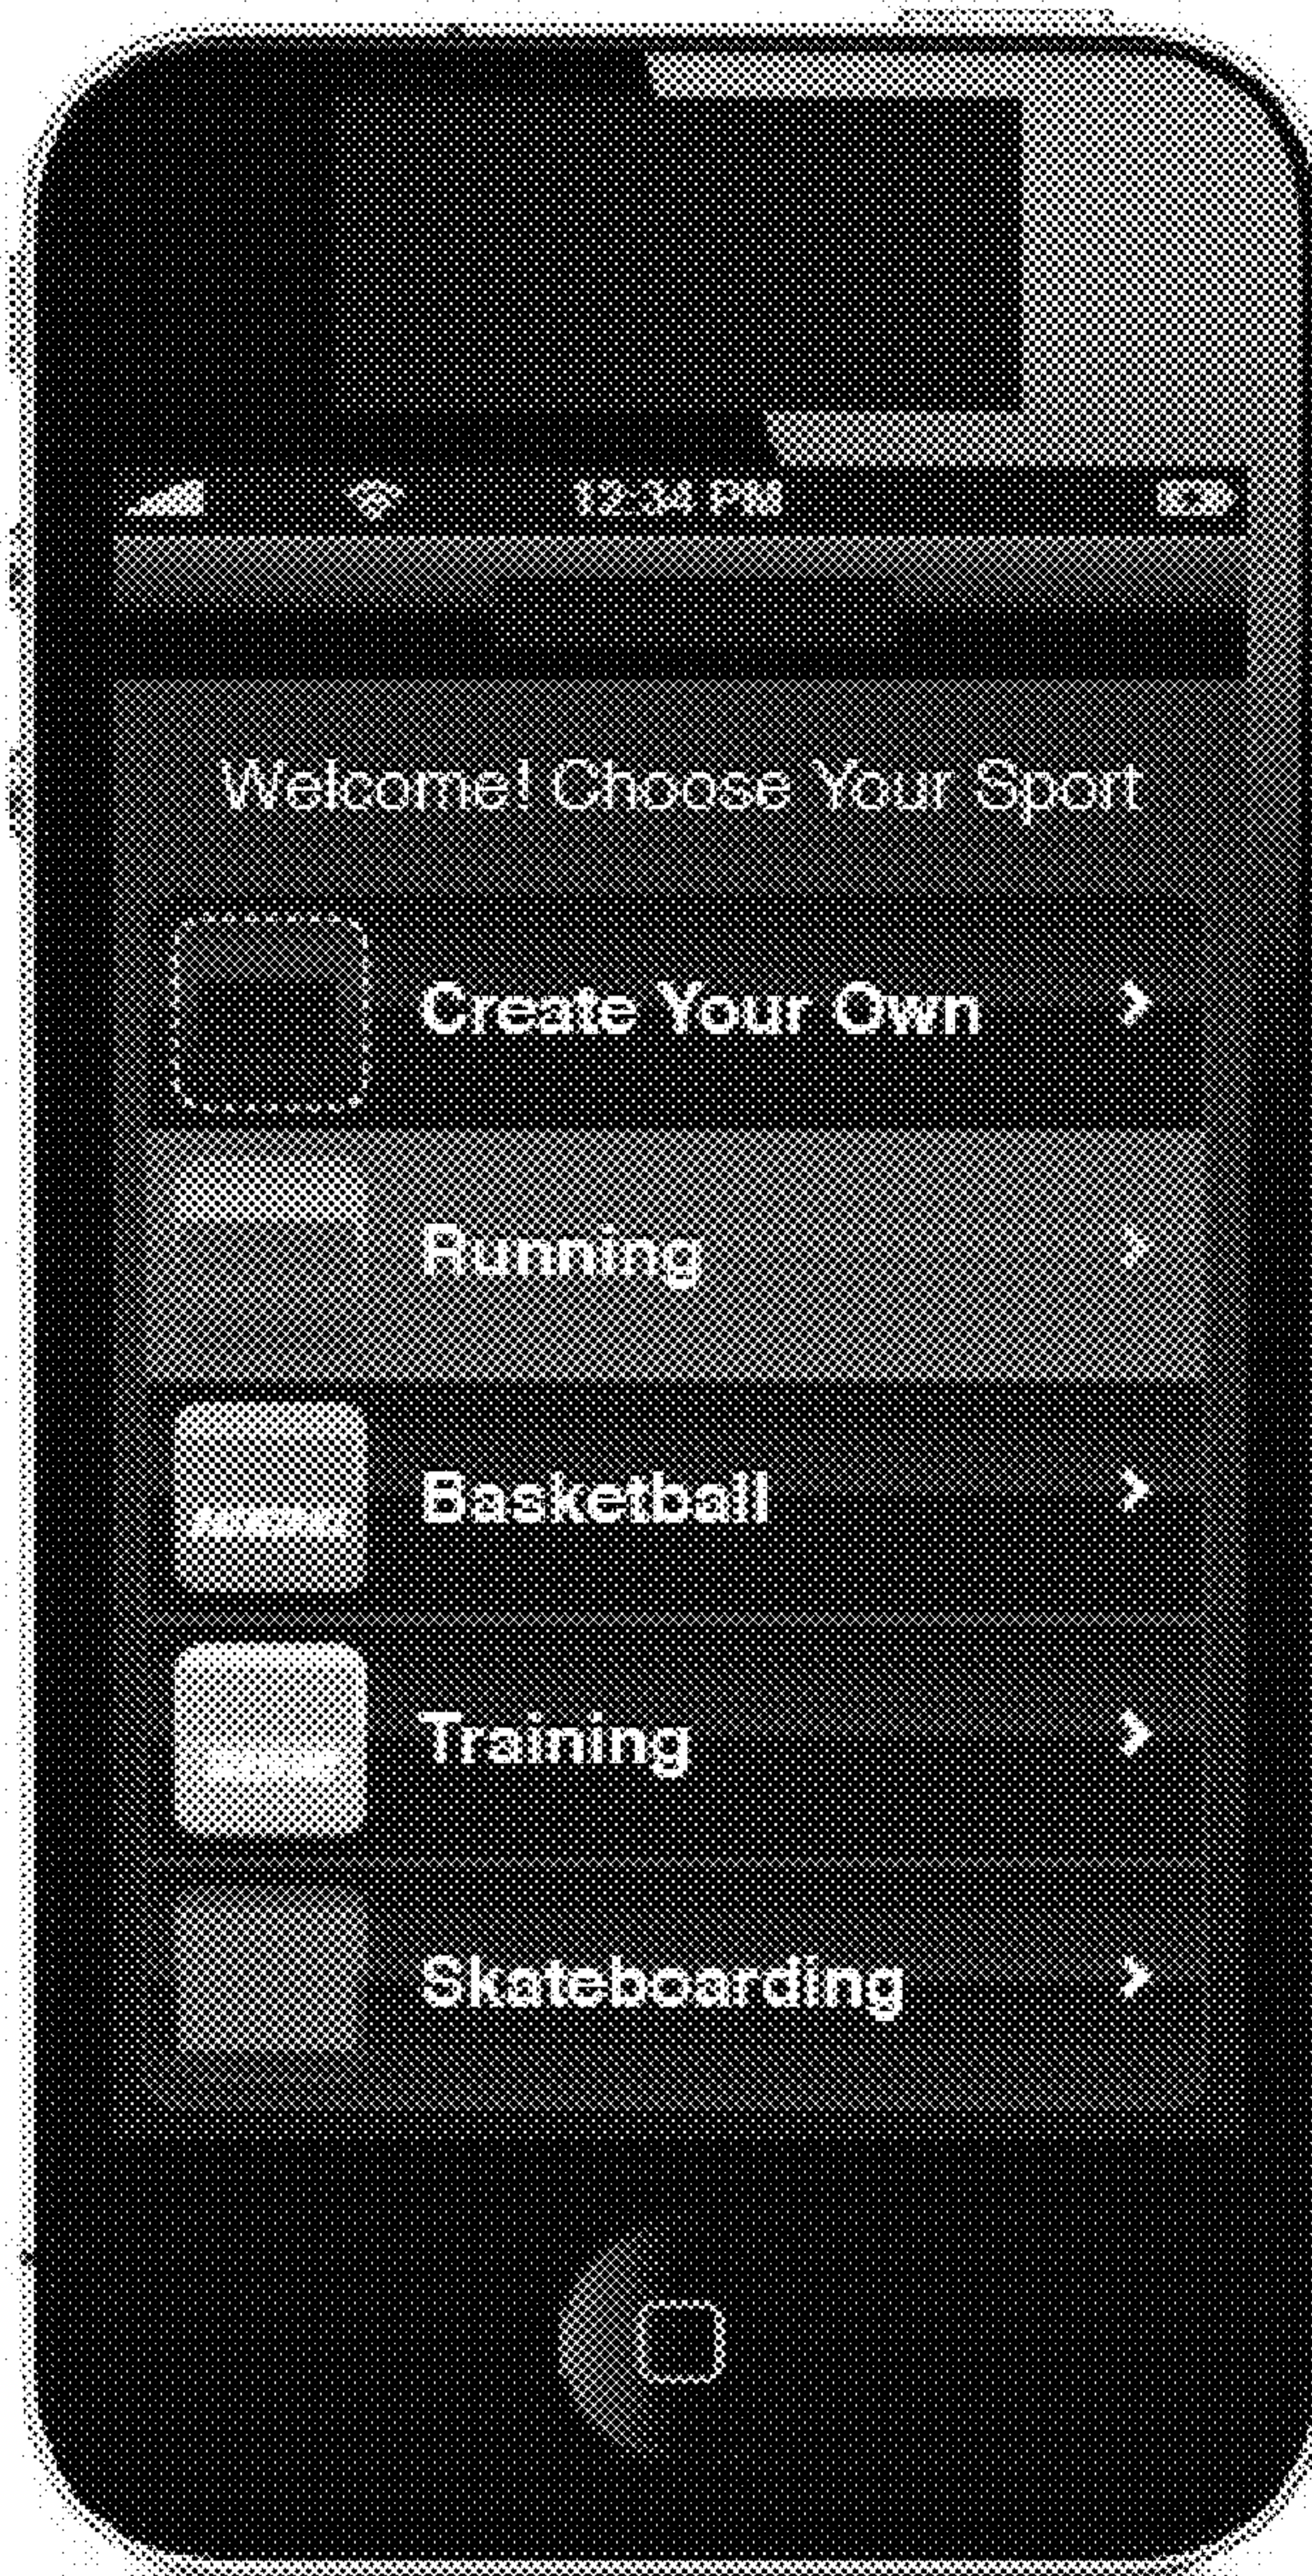 12:34 PM
Welcome! Choose Your Sport
Create Your Own
Running
Basketball
Training
Skateboarding